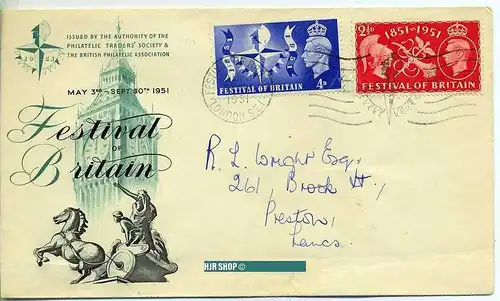 ISSUED BY THE AUTHORITY OF THE
PHILATELIC TRADERS' SOCIETY &
THE BRITISH PHILATELIC ASSOCIATION
MAY 3RD - SEPT 30TH 1951
Festival
OF
Britain
FESTIVAL OF BRITAIN 4D
1851-1951
2½D
FESTIVAL OF BRITAIN
1951
LONDON S.E.1
R. L. Wright Esq.
261, Brook St,
Preston,
Lancs.
HJR SHOP ©